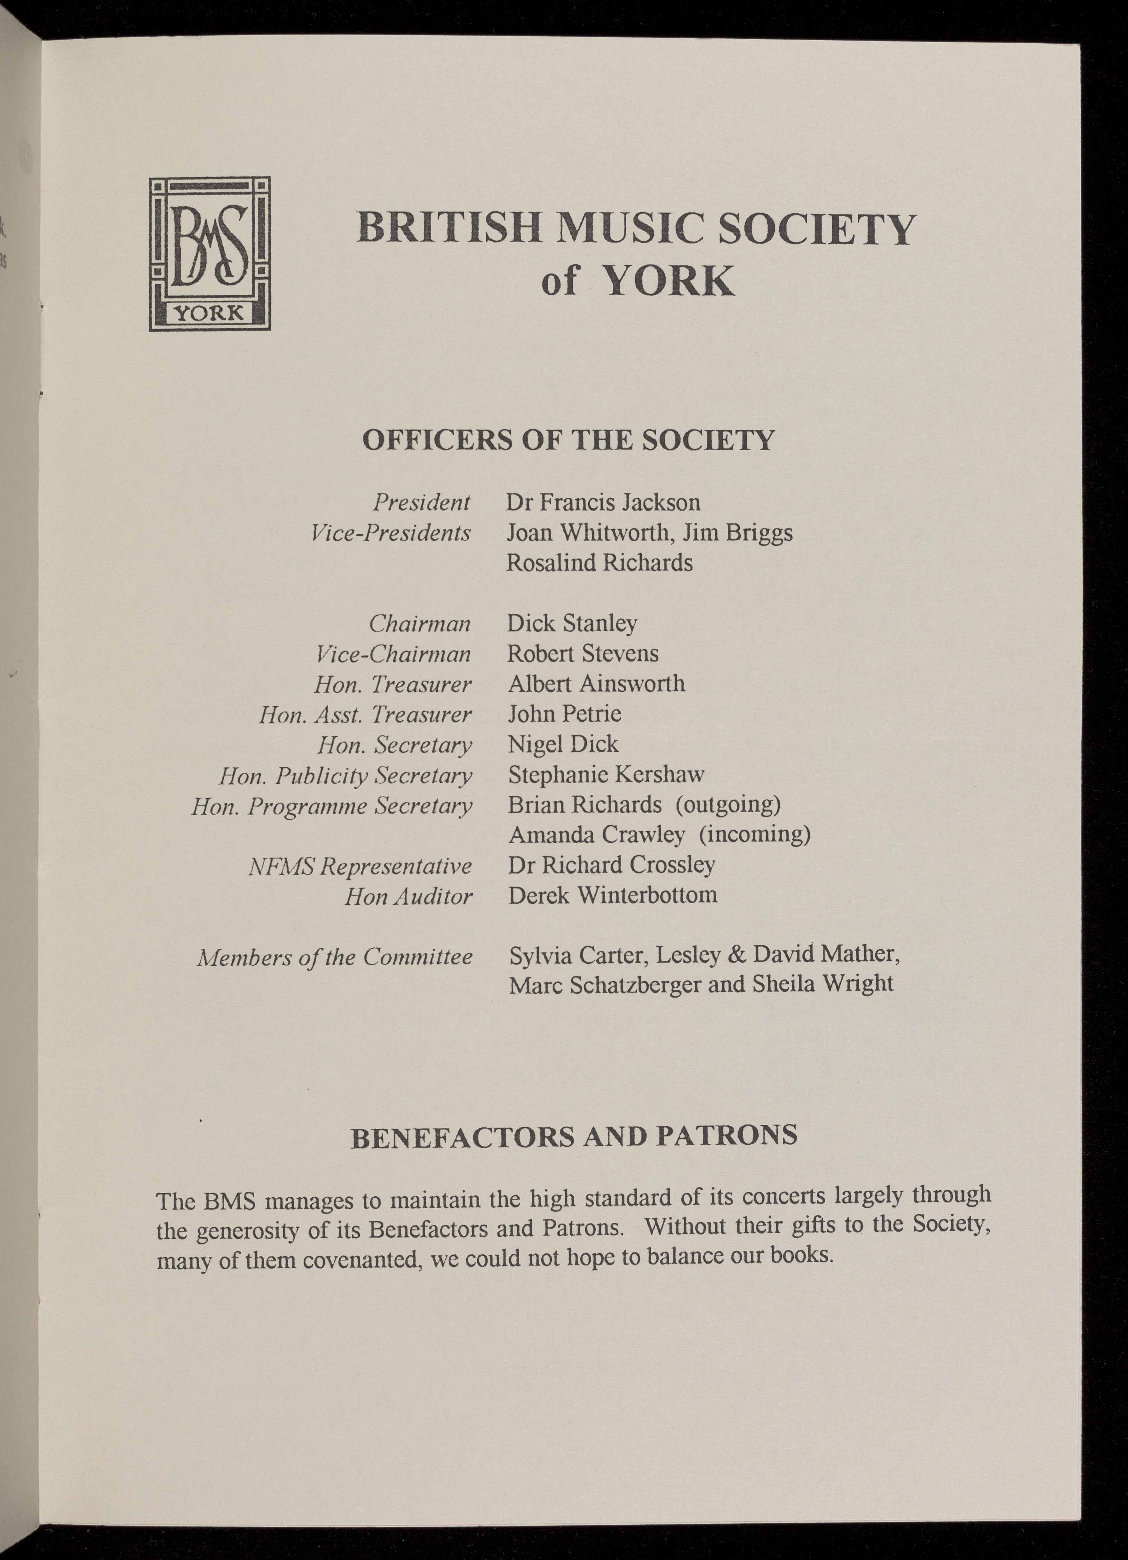 BMS
YORK
BRITISH MUSIC SOCIETY
of YORK
OFFICERS OF THE SOCIETY
President Dr Francis Jackson
Vice-Presidents Joan Whitworth, Jim Briggs
Rosalind Richards
Chairman Dick Stanley
Vice-Chairman Robert Stevens
Hon. Treasurer Albert Ainsworth
Hon. Asst. Treasurer John Petrie
Hon. Secretary Nigel Dick
Hon. Publicity Secretary Stephanie Kershaw
Hon. Programme Secretary Brian Richards (outgoing)
Amanda Crawley (incoming)
NFMS Representative Dr Richard Crossley
Hon Auditor Derek Winterbottom
Members of the Committee Sylvia Carter, Lesley & David Mather,
Marc Schatzberger and Sheila Wright
BENEFACTORS AND PATRONS
The BMS manages to maintain the high standard of its concerts largely through
the generosity of its Benefactors and Patrons. Without their gifts to the Society,
many of them covenanted, we could not hope to balance our books.